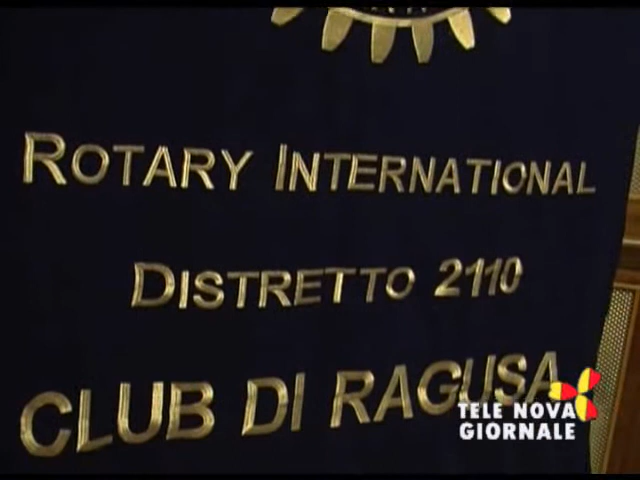 ROTARY INTERNATIONAL
DISTRETTO 2110
CLUB DI RAGUSA
TELE NOVA
GIORNALE